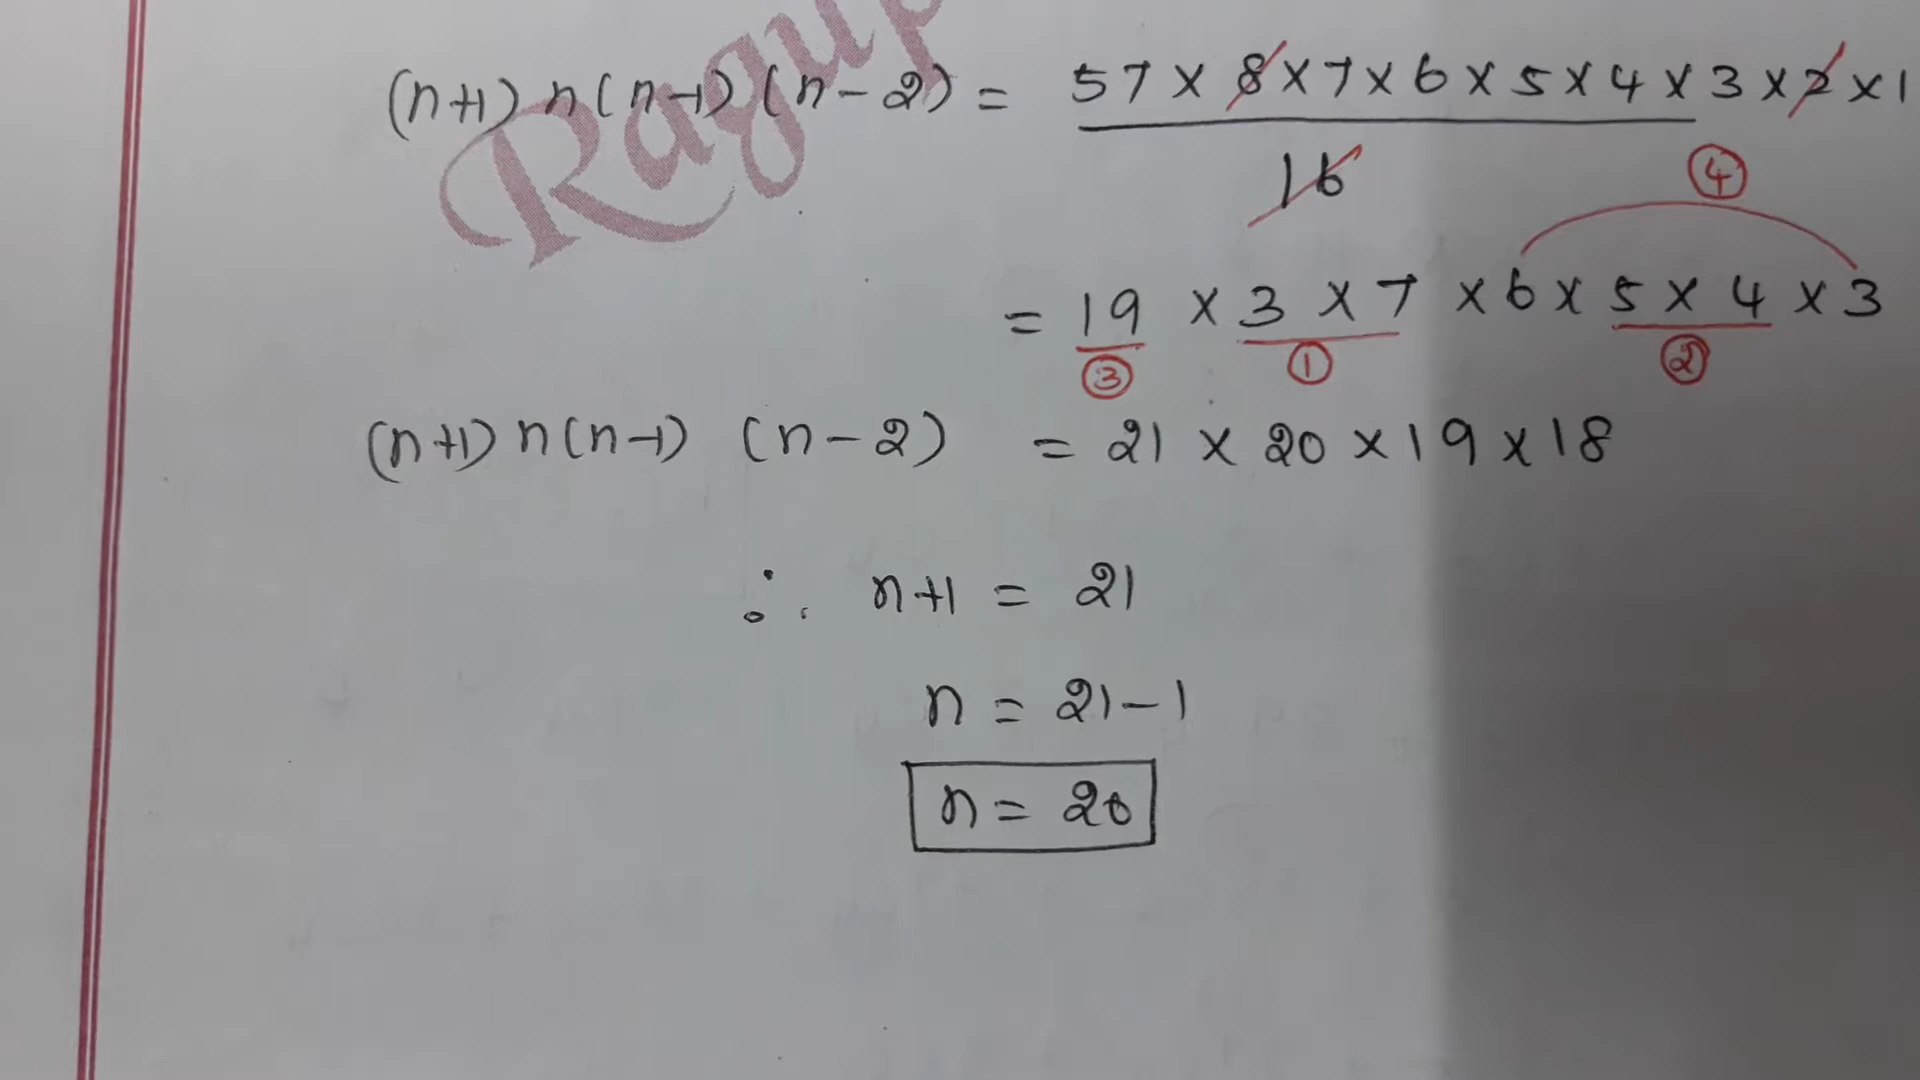 Ragup
(n+1) n(n-1) (n-2) = 57 × 8 × 7 × 6 × 5 × 4 × 3 × 2 × 1
16
④
= 19 × 3 × 7 × 6 × 5 × 4 × 3
③ ① ②
(n+1) n(n-1) (n-2) = 21 × 20 × 19 × 18
∴ n+1 = 21
n = 21-1
n = 20